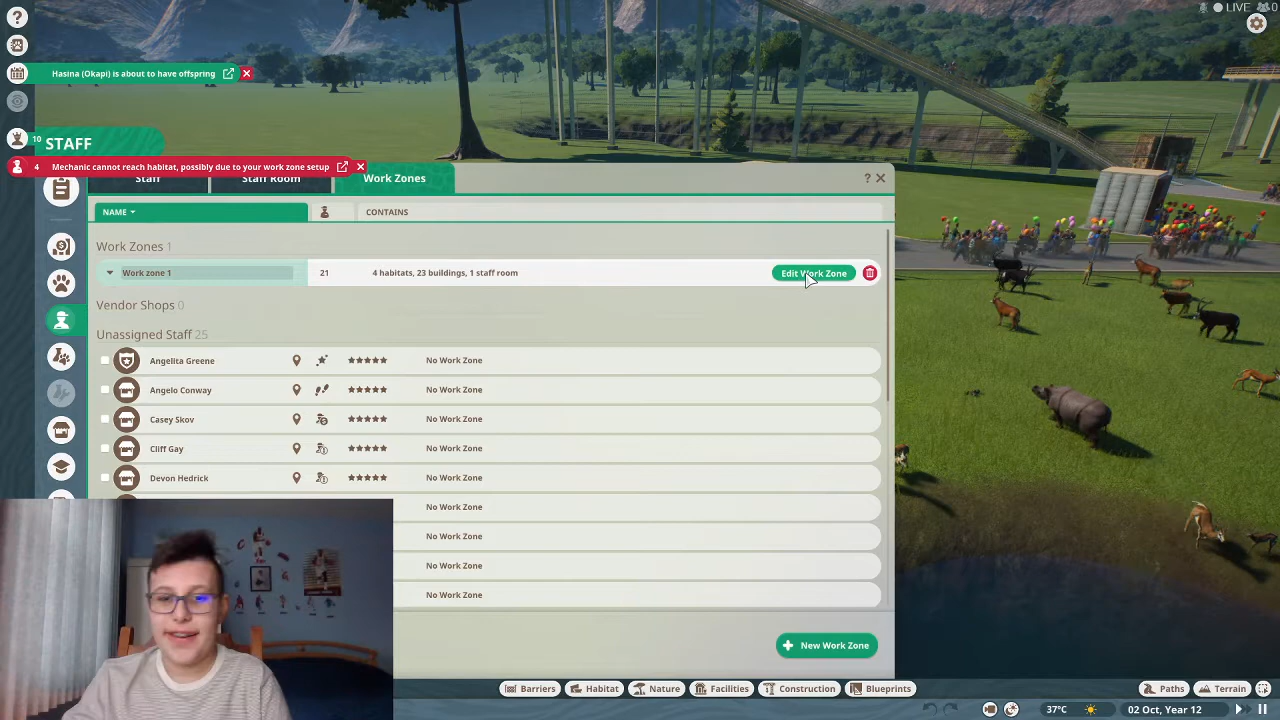 LIVE 0
Hasina (Okapi) is about to have offspring
10
STAFF
4 Mechanic cannot reach habitat, possibly due to your work zone setup
Staff Staff Room Work Zones
NAME CONTAINS
Work Zones 1
Work zone 1 21 4 habitats, 23 buildings, 1 staff room Edit Work Zone
Vendor Shops 0
Unassigned Staff 25
Angelita Greene No Work Zone
Angelo Conway No Work Zone
Casey Skov No Work Zone
Cliff Gay No Work Zone
Devon Hedrick No Work Zone
No Work Zone
No Work Zone
No Work Zone
No Work Zone
+ New Work Zone
Barriers Habitat Nature Facilities Construction Blueprints Paths Terrain
37°C 02 Oct, Year 12